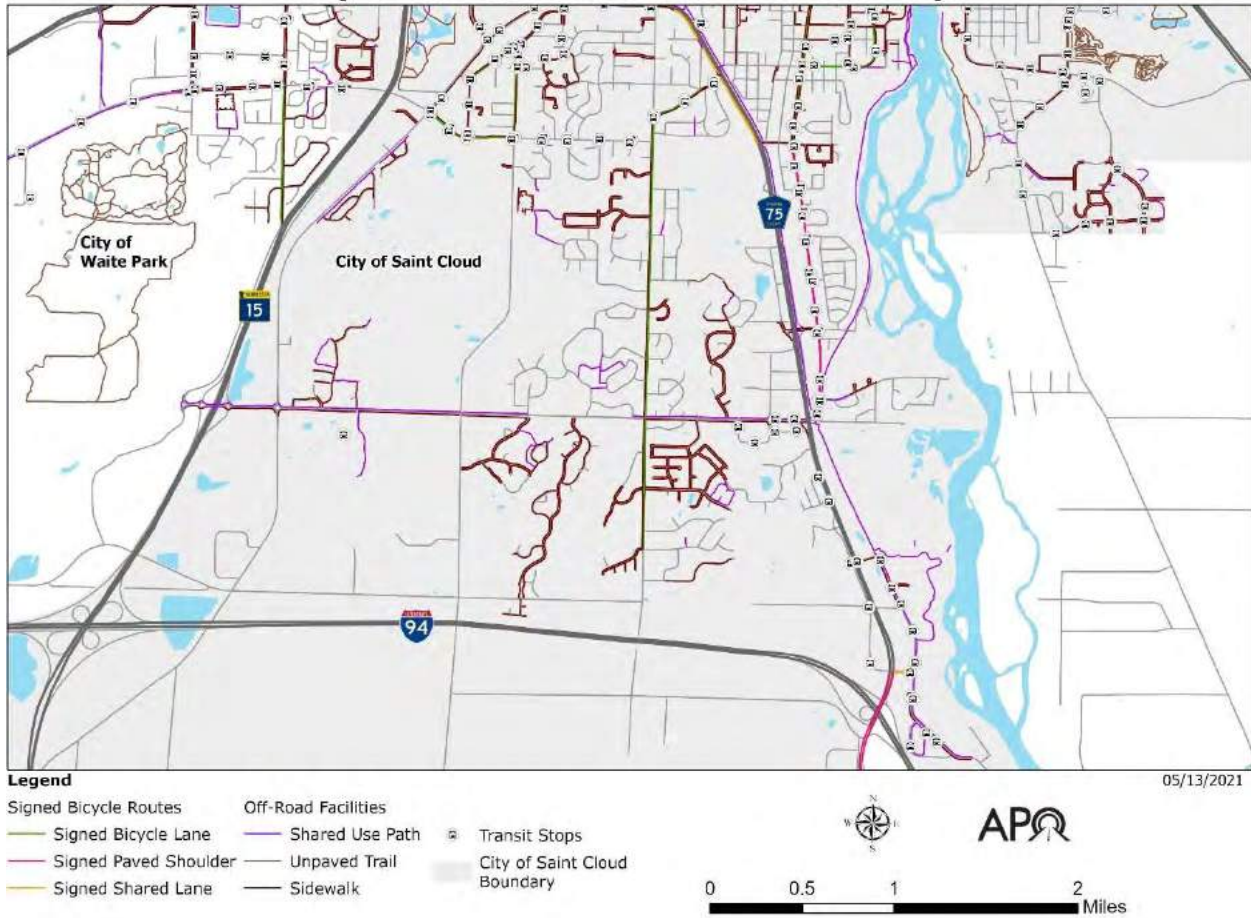 City of
Waite Park
City of Saint Cloud
75
15
94
Legend
05/13/2021
Signed Bicycle Routes
Signed Bicycle Lane
Signed Paved Shoulder
Signed Shared Lane
Off-Road Facilities
Shared Use Path
Unpaved Trail
Sidewalk
Transit Stops
City of Saint Cloud
Boundary
N
W
E
S
APO
0 0.5 1 2
Miles